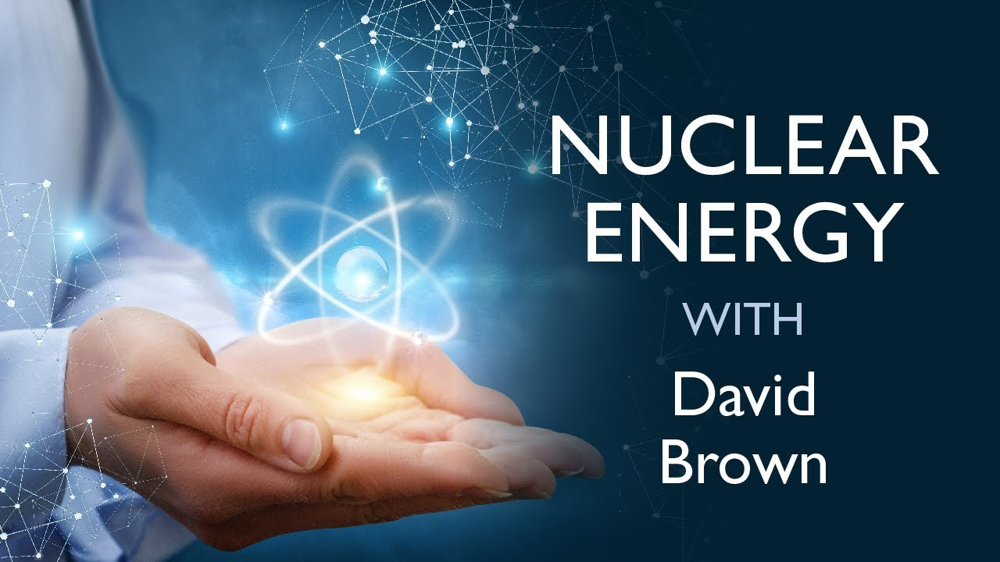 NUCLEAR
ENERGY
WITH
David
Brown